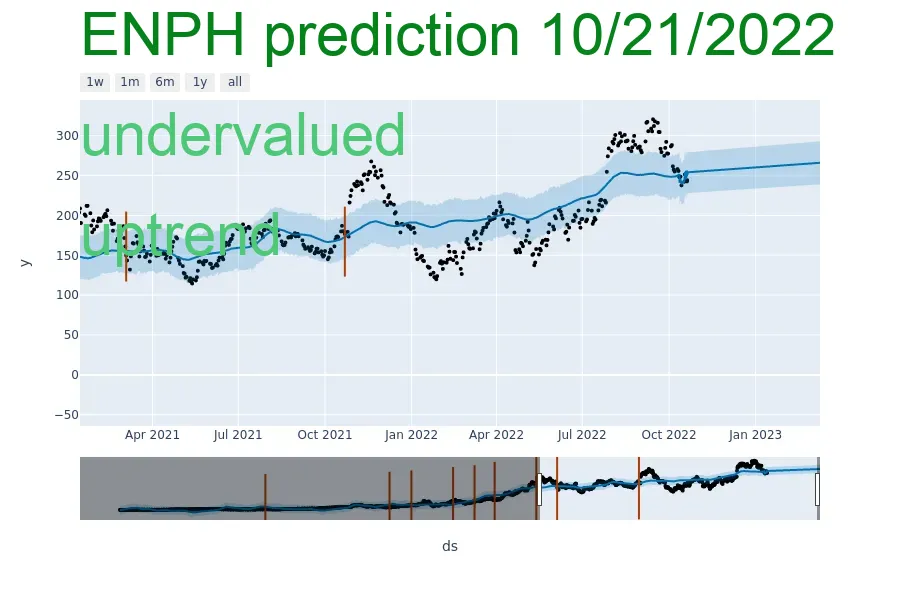 ENPH prediction 10/21/2022
1w 1m 6m 1y all
undervalued
uptrend
300
250
200
150
100
50
0
−50
y
Apr 2021 Jul 2021 Oct 2021 Jan 2022 Apr 2022 Jul 2022 Oct 2022 Jan 2023
ds